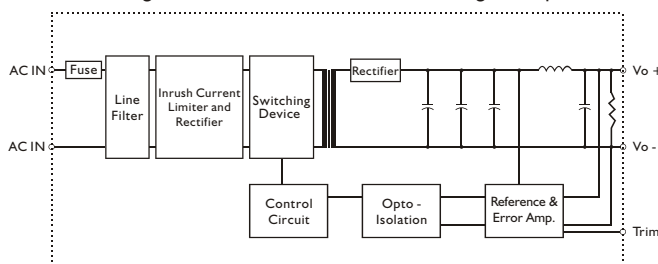 AC IN
Fuse
Rectifier
Vo +
Line
Filter
Inrush Current
Limiter and
Rectifier
Switching
Device
AC IN
Vo -
Control
Circuit
Opto -
Isolation
Reference &
Error Amp.
Trim